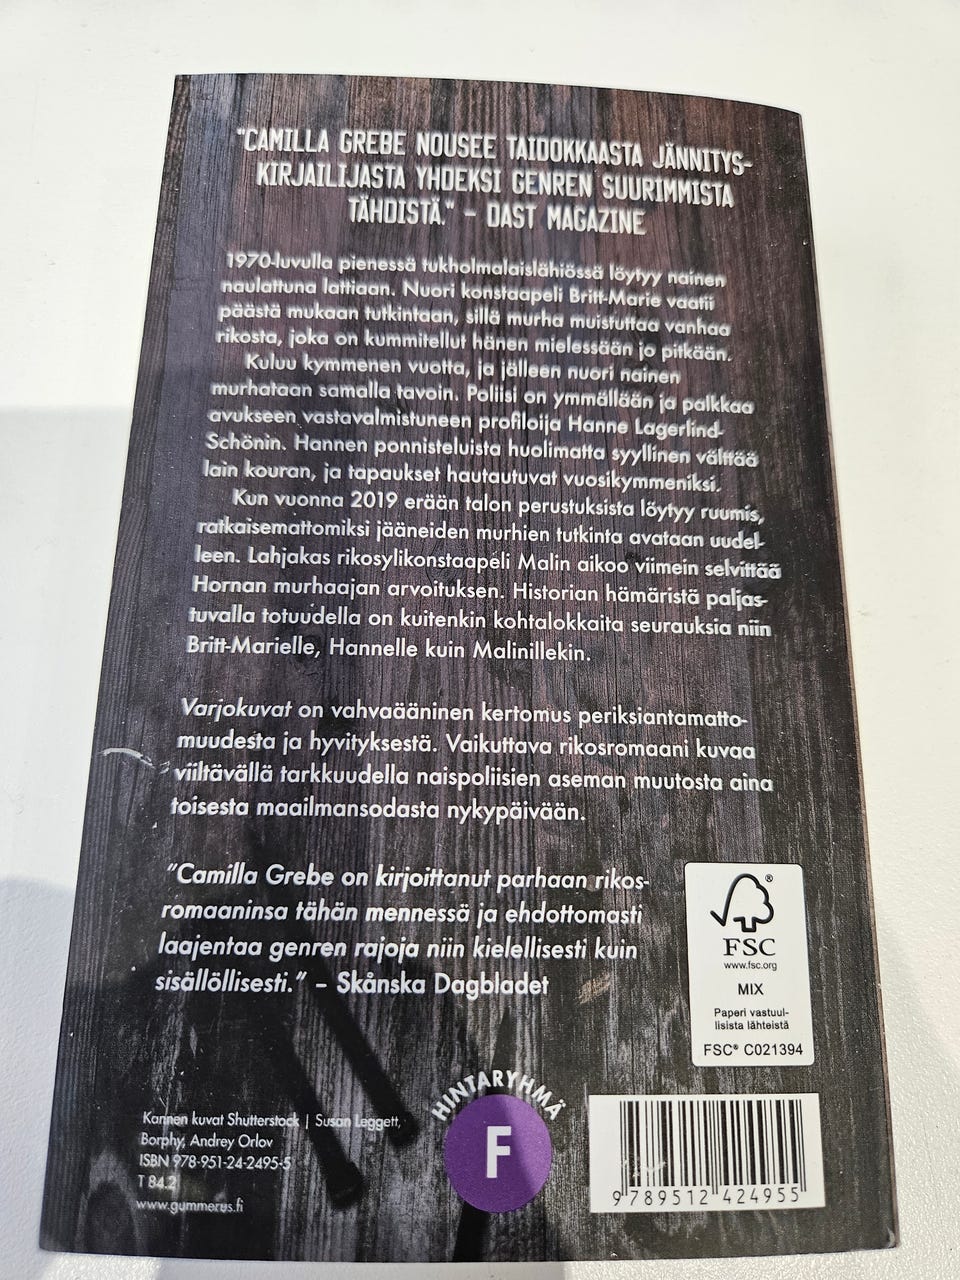 "CAMILLA GREBE NOUSEE TAIDOKKAASTA JÄNNITYS-
KIRJAILIJASTA YHDEKSI GENREN SUURIMMISTA
TÄHDISTÄ." – DAST MAGAZINE
1970-luvulla pienessä tukholmalaislähiössä löytyy nainen
naulattuna lattiaan. Nuori konstaapeli Britt-Marie vaatii
päästä mukaan tutkintaan, sillä murha muistuttaa vanhaa
rikosta, joka on kummitellut hänen mielessään jo pitkään.
Kuluu kymmenen vuotta, ja jälleen nuori nainen
murhataan samalla tavoin. Poliisi on ymmällään ja palkkaa
avukseen vastavalmistuneen profiloija Hanne Lagerlind-
Schönin. Hannen ponnisteluista huolimatta syyllinen välttää
lain kouran, ja tapaukset hautautuvat vuosikymmeniksi.
Kun vuonna 2019 erään talon perustuksista löytyy ruumis,
ratkaisemattomiksi jääneiden murhien tutkinta avataan uudel-
leen. Lahjakas rikosylikonstaapeli Malin aikoo viimein selvittää
Hornan murhaajan arvoituksen. Historian hämäristä paljas-
tuvalla totuudella on kuitenkin kohtalokkaita seurauksia niin
Britt-Marielle, Hannelle kuin Malinillekin.
Varjokuvat on vahvaääninen kertomus periksiantamatto-
muudesta ja hyvityksestä. Vaikuttava rikosromaani kuvaa
viiltävällä tarkkuudella naispoliisien aseman muutosta aina
toisesta maailmansodasta nykypäivään.
"Camilla Grebe on kirjoittanut parhaan rikos-
romaaninsa tähän mennessä ja ehdottomasti
laajentaa genren rajoja niin kielellisesti kuin
sisällöllisesti." – Skånska Dagbladet
®
FSC
www.fsc.org
MIX
Paperi vastuul-
lisista lähteistä
FSC® C021394
HINTARYHMÄ
F
Kannen kuvat Shutterstock | Susan Leggett,
Borphy, Andrey Orlov
ISBN 978-951-24-2495-5
T 84.2
www.gummerus.fi
9 789512 424955